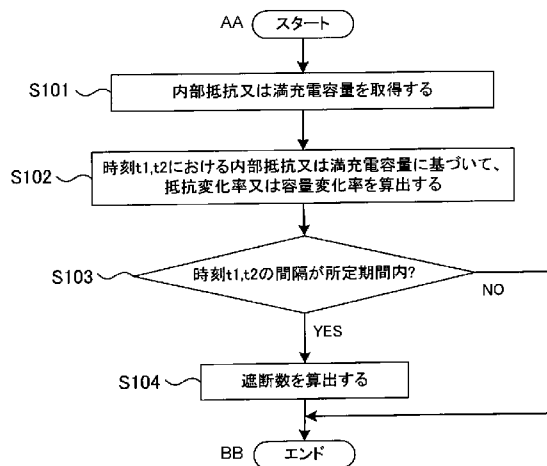 AA スタート
S101 内部抵抗又は満充電容量を取得する
S102 時刻t1,t2における内部抵抗又は満充電容量に基づいて、
抵抗変化率又は容量変化率を算出する
S103 時刻t1,t2の間隔が所定期間内?
NO
YES
S104 遮断数を算出する
BB エンド